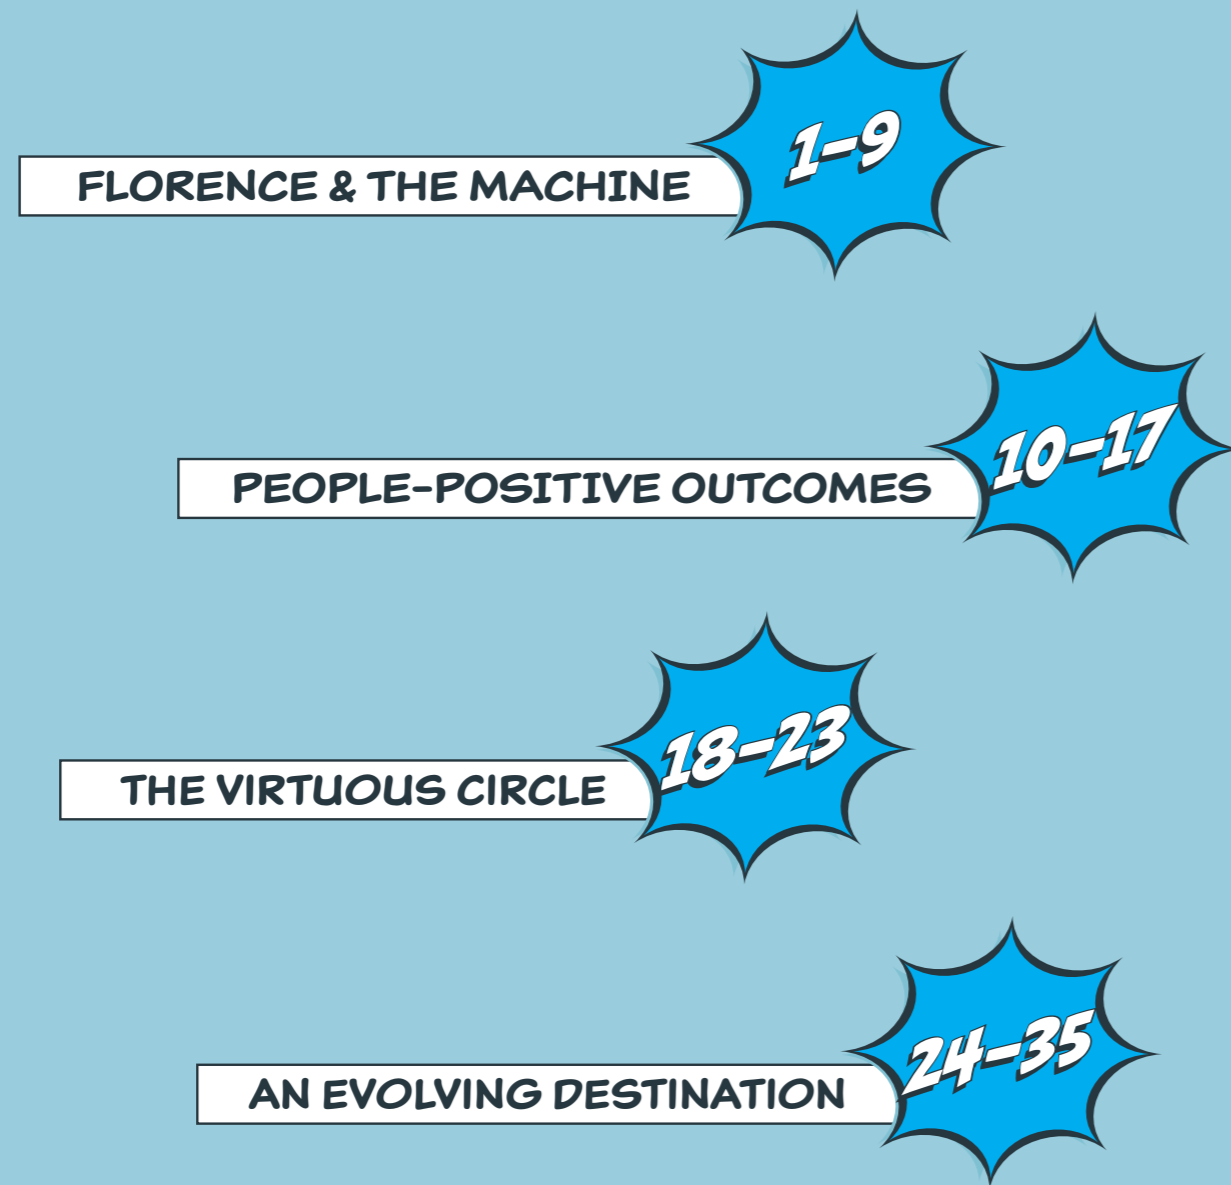 1-9
FLORENCE & THE MACHINE
10-17
PEOPLE-POSITIVE OUTCOMES
18-23
THE VIRTUOUS CIRCLE
24-35
AN EVOLVING DESTINATION